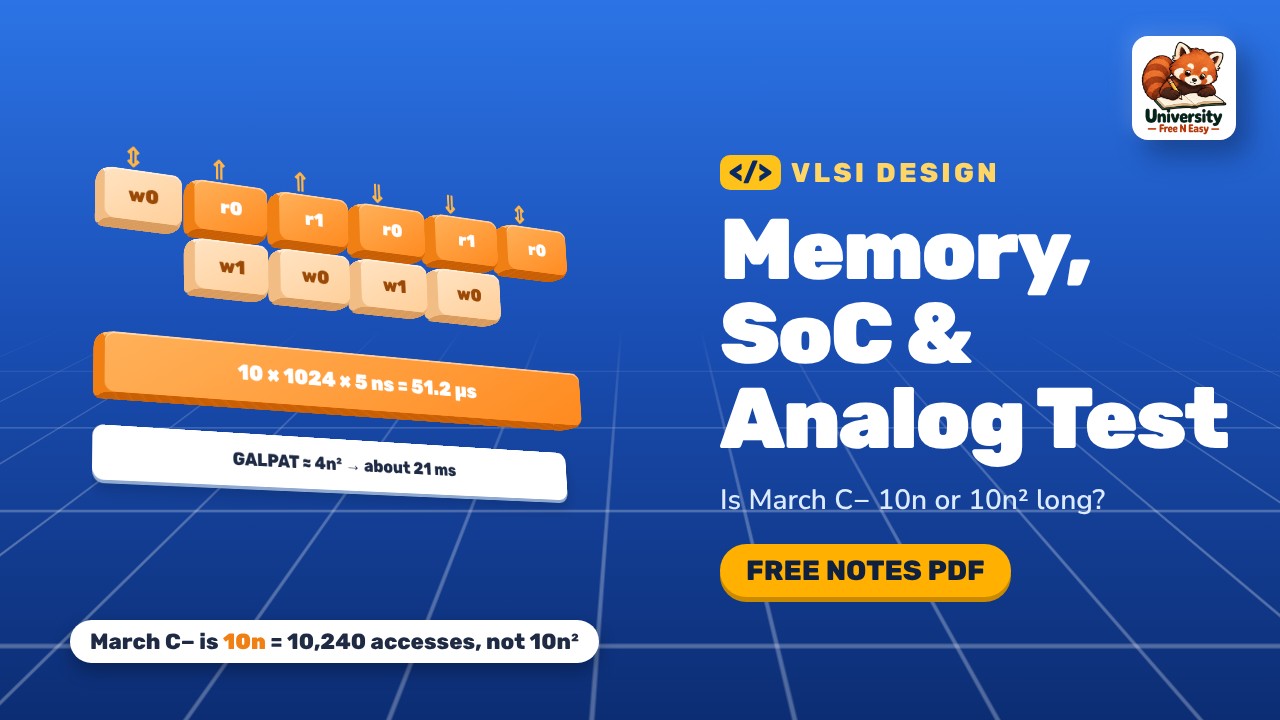 University
Free N Easy
⇕ ⇑ ⇑ ⇓ ⇓ ⇕
w0 r0 r1 r0 r1 r0
w1 w0 w1 w0
10 × 1024 × 5 ns = 51.2 µs
GALPAT ≈ 4n² → about 21 ms
March C− is 10n = 10,240 accesses, not 10n²
</> VLSI DESIGN
Memory,
SoC &
Analog Test
Is March C− 10n or 10n² long?
FREE NOTES PDF